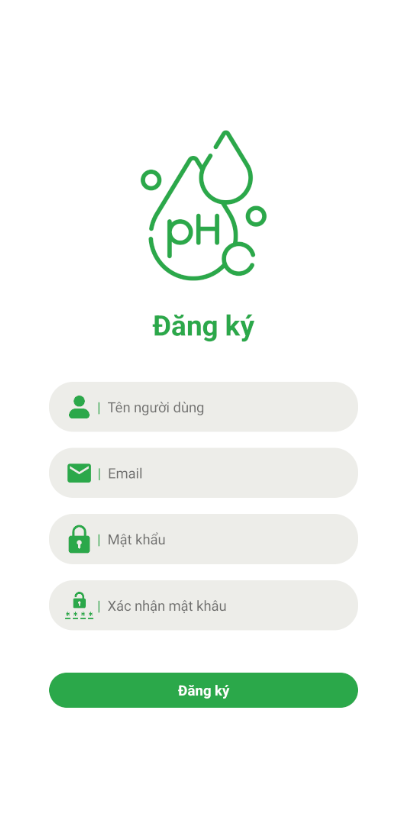 pH
Đăng ký
| Tên người dùng
| Email
| Mật khẩu
**** | Xác nhận mật khâu
Đăng ký